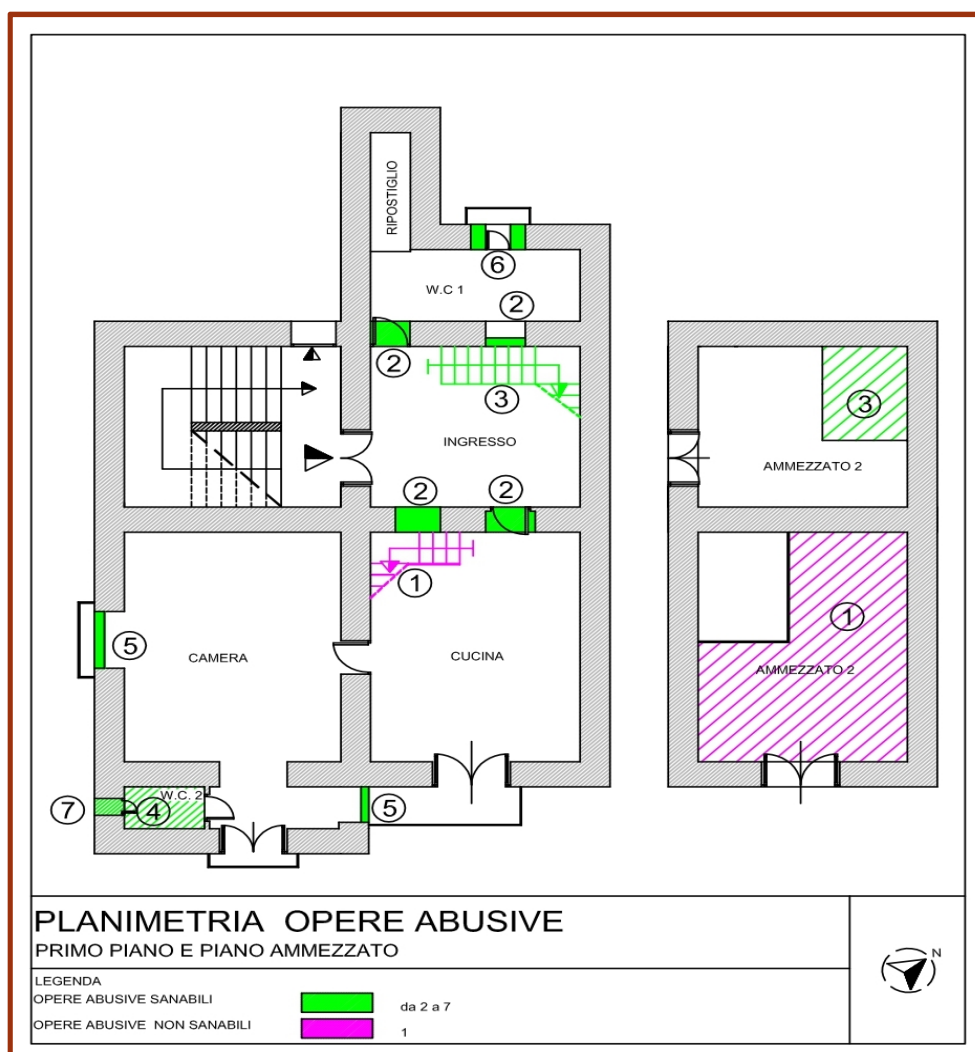 RIPOSTIGLIO
6
W.C 1
2
2
3
3
INGRESSO
AMMEZZATO 2
2
2
1
1
5
CAMERA
CUCINA
AMMEZZATO 2
W.C. 2
7
4
5
PLANIMETRIA OPERE ABUSIVE
PRIMO PIANO E PIANO AMMEZZATO
N
LEGENDA
OPERE ABUSIVE SANABILI
da 2 a 7
OPERE ABUSIVE NON SANABILI
1